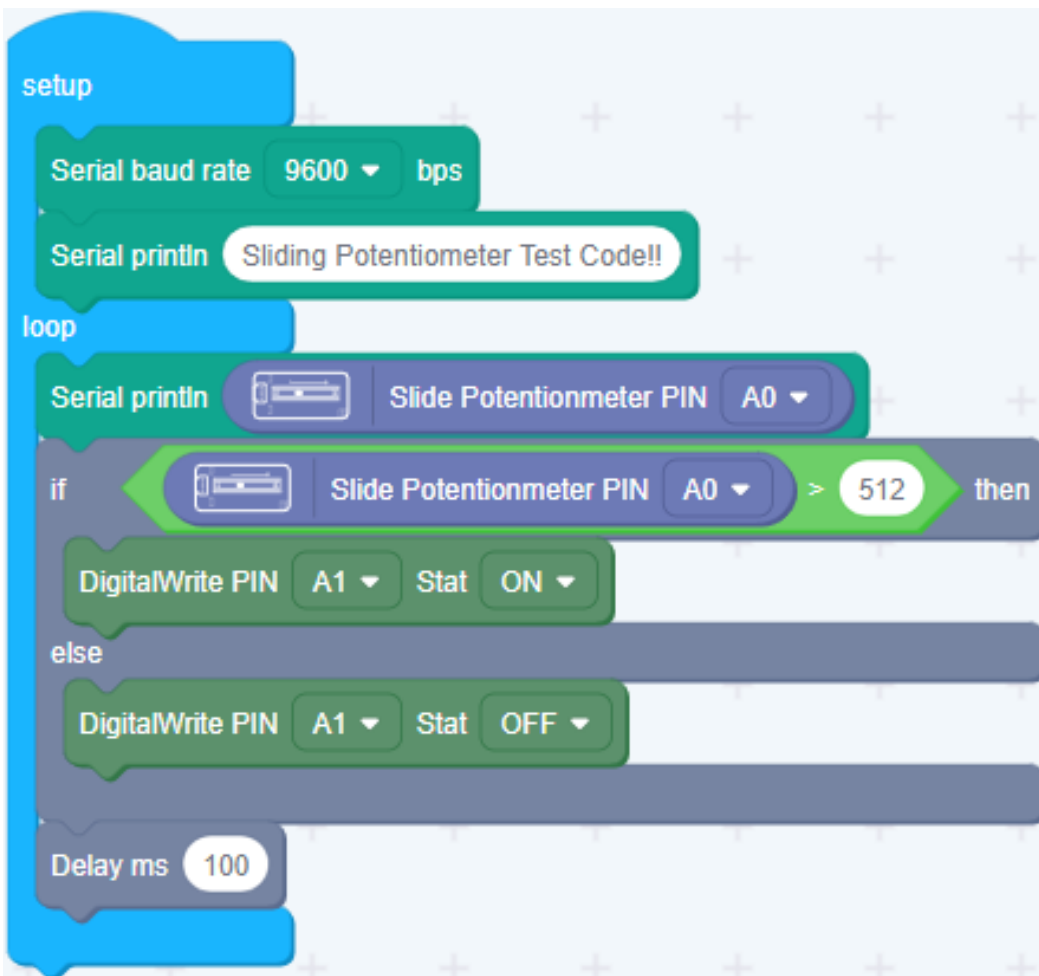 setup
Serial baud rate 9600 bps
Serial println Sliding Potentiometer Test Code!!
loop
Serial println Slide Potentionmeter PIN A0
if Slide Potentionmeter PIN A0 > 512 then
DigitalWrite PIN A1 Stat ON
else
DigitalWrite PIN A1 Stat OFF
Delay ms 100